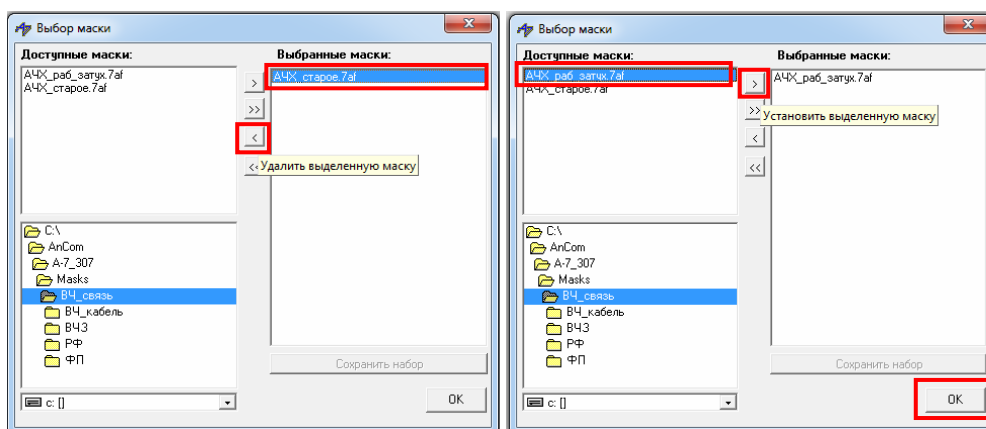 Выбор маски
Доступные маски:
Выбранные маски:
АЧХ_раб_затух.7af
АЧХ_старое.7af
АЧХ_старое.7af
>
>>
<
<< Удалить выделенную маску
C:\
AnCom
A-7_307
Masks
ВЧ_связь
ВЧ_кабель
ВЧЗ
РФ
ФП
Сохранить набор
c: []
OK
Выбор маски
Доступные маски:
Выбранные маски:
АЧХ_раб_затух.7af
АЧХ_старое.7af
АЧХ_раб_затух.7af
>
>> Установить выделенную маску
<
<<
C:\
AnCom
A-7_307
Masks
ВЧ_связь
ВЧ_кабель
ВЧЗ
РФ
ФП
Сохранить набор
c: []
OK